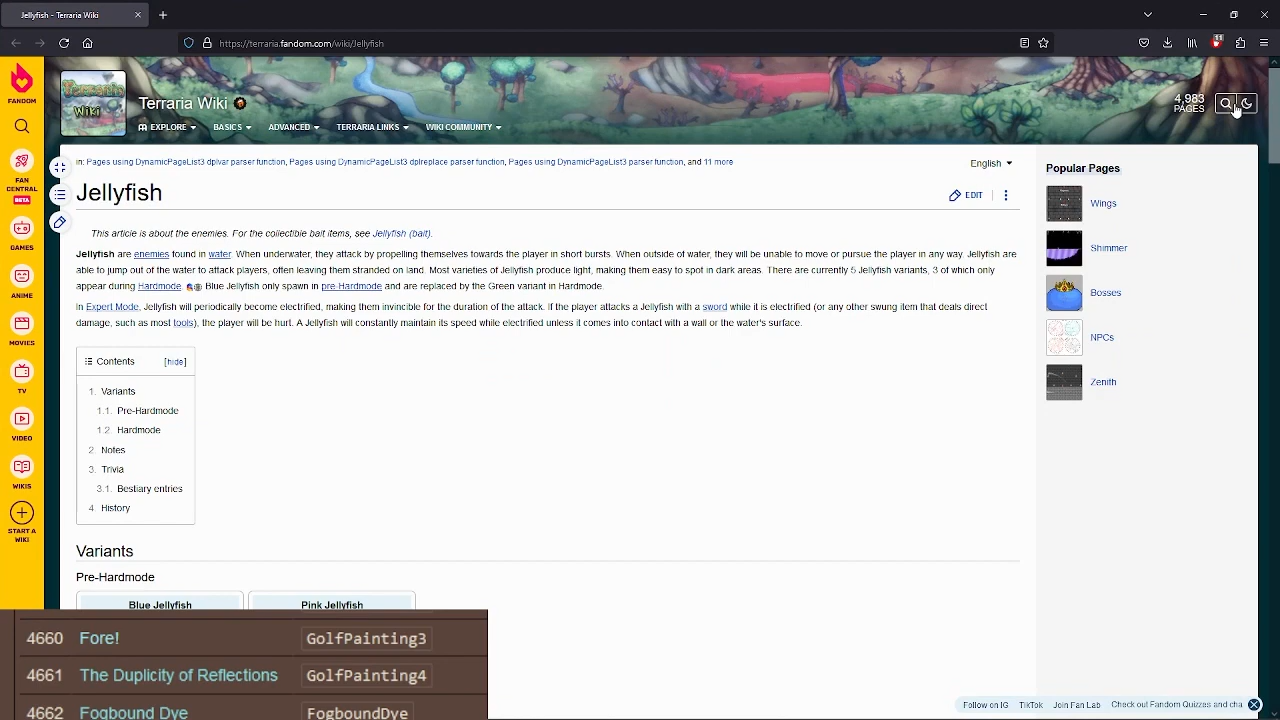 Jellyfish - Terraria Wiki
https://terraria.fandom.com/wiki/Jellyfish
11
FANDOM
FAN
CENTRAL
BETA
GAMES
ANIME
MOVIES
TV
VIDEO
WIKIS
START A
WIKI
Terraria
Wiki
Terraria Wiki
4,983
PAGES
EXPLORE
BASICS
ADVANCED
TERRARIA LINKS
WIKI COMMUNITY
in: Pages using DynamicPageList3 dplvar parser function, Pages using DynamicPageList3 dplreplace parser function, Pages using DynamicPageList3 parser function, and 11 more
English
Jellyfish
EDIT
This article is about the enemies. For the collectible bait items, see Jellyfish (bait).
Jellyfish are enemies found in water. When underwater, they attack by propelling themselves towards the player in short bursts. When outside of water, they will be unable to move or pursue the player in any way. Jellyfish are
able to jump out of the water to attack players, often leaving them stranded on land. Most varieties of Jellyfish produce light, making them easy to spot in dark areas. There are currently 5 Jellyfish variants, 3 of which only
appear during Hardmode. Blue Jellyfish only spawn in pre-Hardmode and are replaced by the Green variant in Hardmode.
In Expert Mode, Jellyfish will periodically become electrified, making them invincible for the duration of the attack. If the player attacks a Jellyfish with a sword while it is electrified (or any other swing item that deals direct
damage, such as most tools), the player will be hurt. A Jellyfish will constantly maintain its speed while electrified unless it comes into contact with a wall or the water's surface.
Contents [hide]
1. Variants
1.1. Pre-Hardmode
1.2. Hardmode
2. Notes
3. Trivia
3.1. Bestiary entries
4. History
Variants
Pre-Hardmode
Blue Jellyfish
Pink Jellyfish
Popular Pages
Wings
Shimmer
Bosses
NPCs
Zenith
4660 Fore! GolfPainting3
4661 The Duplicity of Reflections GolfPainting4
4662 Fogbound Dye FogboundDye
Follow on IG TikTok Join Fan Lab Check out Fandom Quizzes and cha